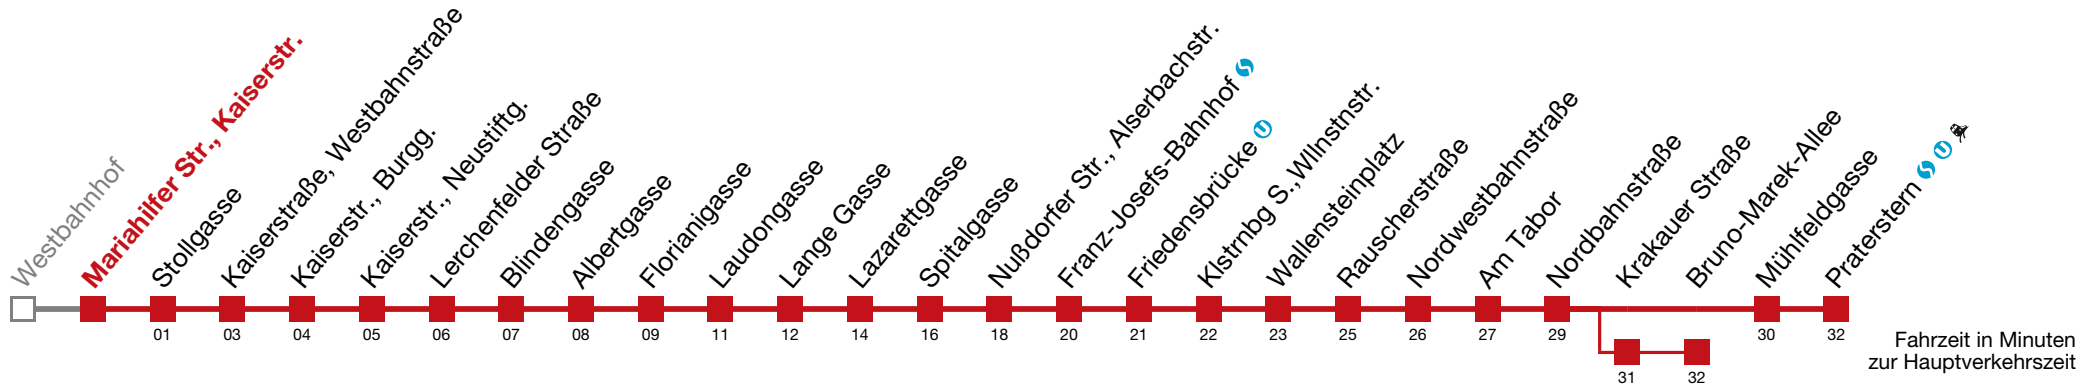 Westbahnhof
Mariahilfer Str., Kaiserstr.
Stollgasse
Kaiserstraße, Westbahnstraße
Kaiserstr., Burgg.
Kaiserstr., Neustiftg.
Lerchenfelder Straße
Blindengasse
Albertgasse
Florianigasse
Laudongasse
Lange Gasse
Lazarettgasse
Spitalgasse
Nußdorfer Str., Alserbachstr.
Franz-Josefs-Bahnhof S
Friedensbrücke U
Klstrnbg S.,Wllnstnstr.
Wallensteinplatz
Rauscherstraße
Nordwestbahnstraße
Am Tabor
Nordbahnstraße
Krakauer Straße
Bruno-Marek-Allee
Mühlfeldgasse
Praterstern S U
01 03 04 05 06 07 08 09 11 12 14 16 18 20 21 22 23 25 26 27 29 30 32
31 32
Fahrzeit in Minuten
zur Hauptverkehrszeit